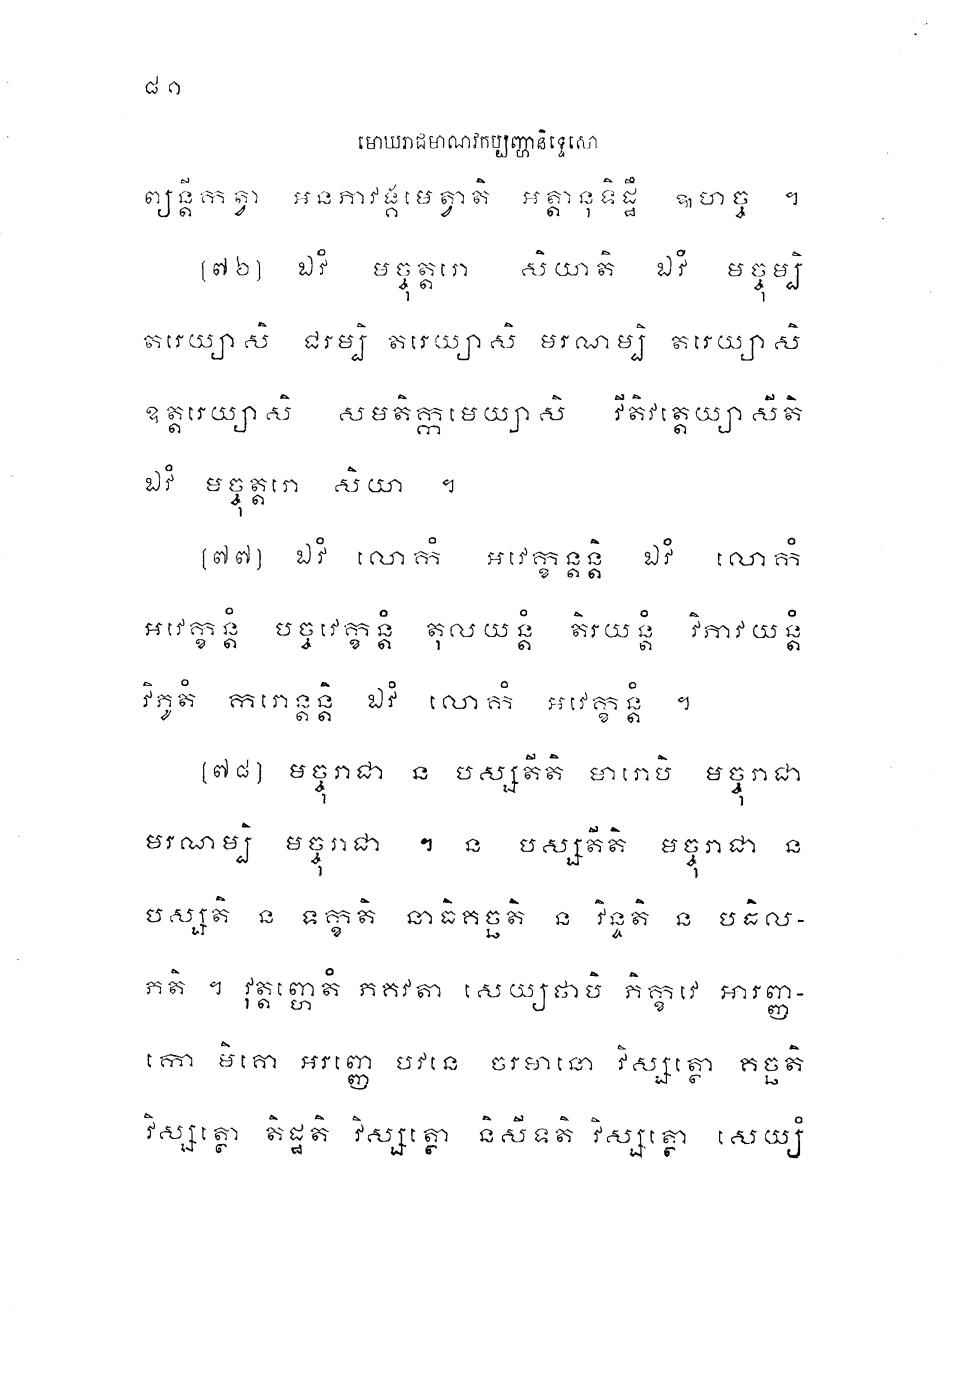 ៨១
មោឃរាជមាណវកប្បញ្ហានិទ្ទេសោ
ព្យន្តីកត្វា អនភាវង្គមេត្វាតិ អត្តានុទិដ្ឋឹ ឩហច្ច ។
(៧៦) ឯវំ មច្ចុត្តរោ សិយាតិ ឯវំ មច្ចុម្បិ
តរេយ្យាសិ ជរម្បិ តរេយ្យាសិ មរណម្បិ តរេយ្យាសិ
ឧត្តរេយ្យាសិ សមតិក្កមេយ្យាសិ វីតិវត្តេយ្យាសីតិ
ឯវំ មច្ចុត្តរោ សិយា ។
(៧៧) ឯវំ លោកំ អវេក្ខន្តន្តិ ឯវំ លោកំ
អវេក្ខន្តំ បច្ចវេក្ខន្តំ តុលយន្តំ តិរយន្តំ វិភាវយន្តំ
វិភូតំ ករោន្តន្តិ ឯវំ លោកំ អវេក្ខន្តំ ។
(៧៨) មច្ចុរាជា ន បស្សតីតិ មារោបិ មច្ចុរាជា
មរណម្បិ មច្ចុរាជា ។ ន បស្សតីតិ មច្ចុរាជា ន
បស្សតិ ន ទក្ខតិ នាធិគច្ឆតិ ន វិន្ទតិ ន បដិល-
ភតិ ។ វុត្តញ្ហេតំ ភគវតា សេយ្យថាបិ ភិក្ខវេ អារញ្ញ-
កោ មិគោ អរញ្ញេ បវនេ ចរមានោ វិស្សត្ថោ គច្ឆតិ
វិស្សត្ថោ តិដ្ឋតិ វិស្សត្ថោ និសីទតិ វិស្សត្ថោ សេយ្យំ